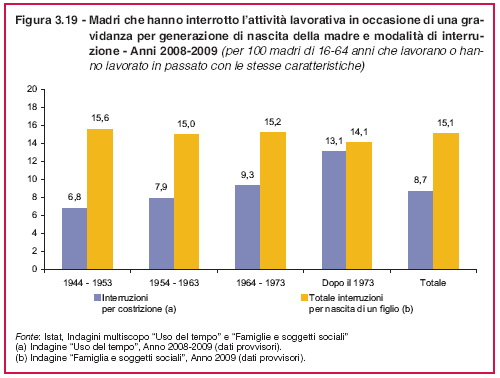 Figura 3.19 - Madri che hanno interrotto l'attività lavorativa in occasione di una gra-
vidanza per generazione di nascita della madre e modalità di interru-
zione - Anni 2008-2009 (per 100 madri di 16-64 anni che lavorano o han-
no lavorato in passato con le stesse caratteristiche)
20
18
16
14
12
10
8
6
4
2
0
6,8
15,6
7,9
15,0
9,3
15,2
13,1
14,1
8,7
15,1
1944 - 1953
1954 - 1963
1964 - 1973
Dopo il 1973
Totale
Interruzioni
per costrizione (a)
Totale interruzioni
per nascita di un figlio (b)
Fonte: Istat, Indagini multiscopo "Uso del tempo" e "Famiglie e soggetti sociali"
(a) Indagine "Uso del tempo", Anno 2008-2009 (dati provvisori).
(b) Indagine "Famiglia e soggetti sociali", Anno 2009 (dati provvisori).